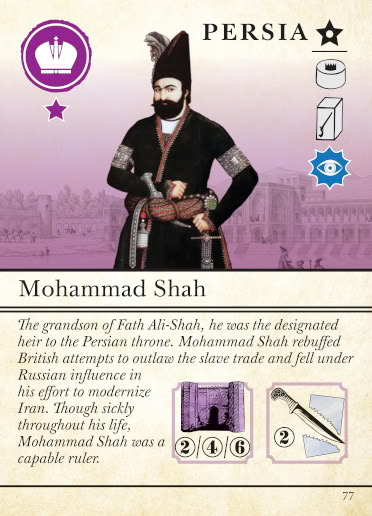 PERSIA
Mohammad Shah
The grandson of Fath Ali-Shah, he was the designated
heir to the Persian throne. Mohammad Shah rebuffed
British attempts to outlaw the slave trade and fell under
Russian influence in
his effort to modernize
Iran. Though sickly
throughout his life,
Mohammad Shah was a
capable ruler.
2/4/6
2
77